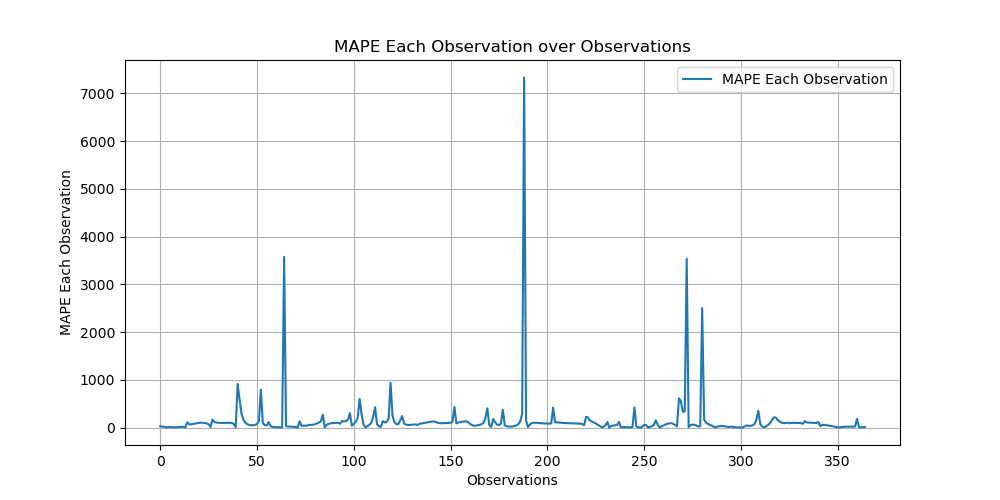 MAPE Each Observation over Observations
MAPE Each Observation
7000
6000
5000
4000
3000
2000
1000
0
MAPE Each Observation
0 50 100 150 200 250 300 350
Observations